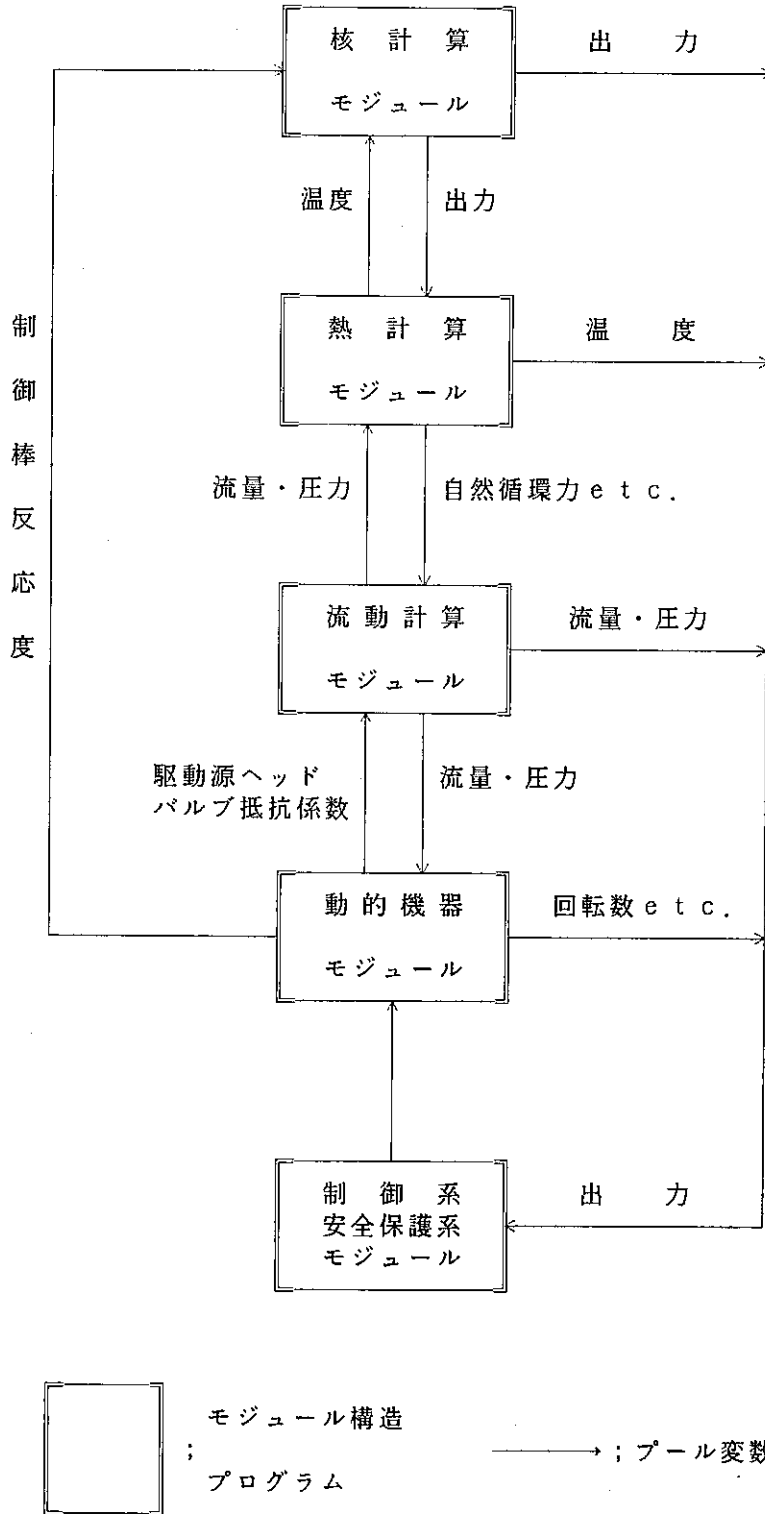 核計算
モジュール
出力
温度
出力
制御棒反応度
熱計算
モジュール
温度
流量・圧力
自然循環力etc.
流動計算
モジュール
流量・圧力
駆動源ヘッド
バルブ抵抗係数
流量・圧力
動的機器
モジュール
回転数etc.
制御系
安全保護系
モジュール
出力
モジュール構造
;
プログラム
;プール変数